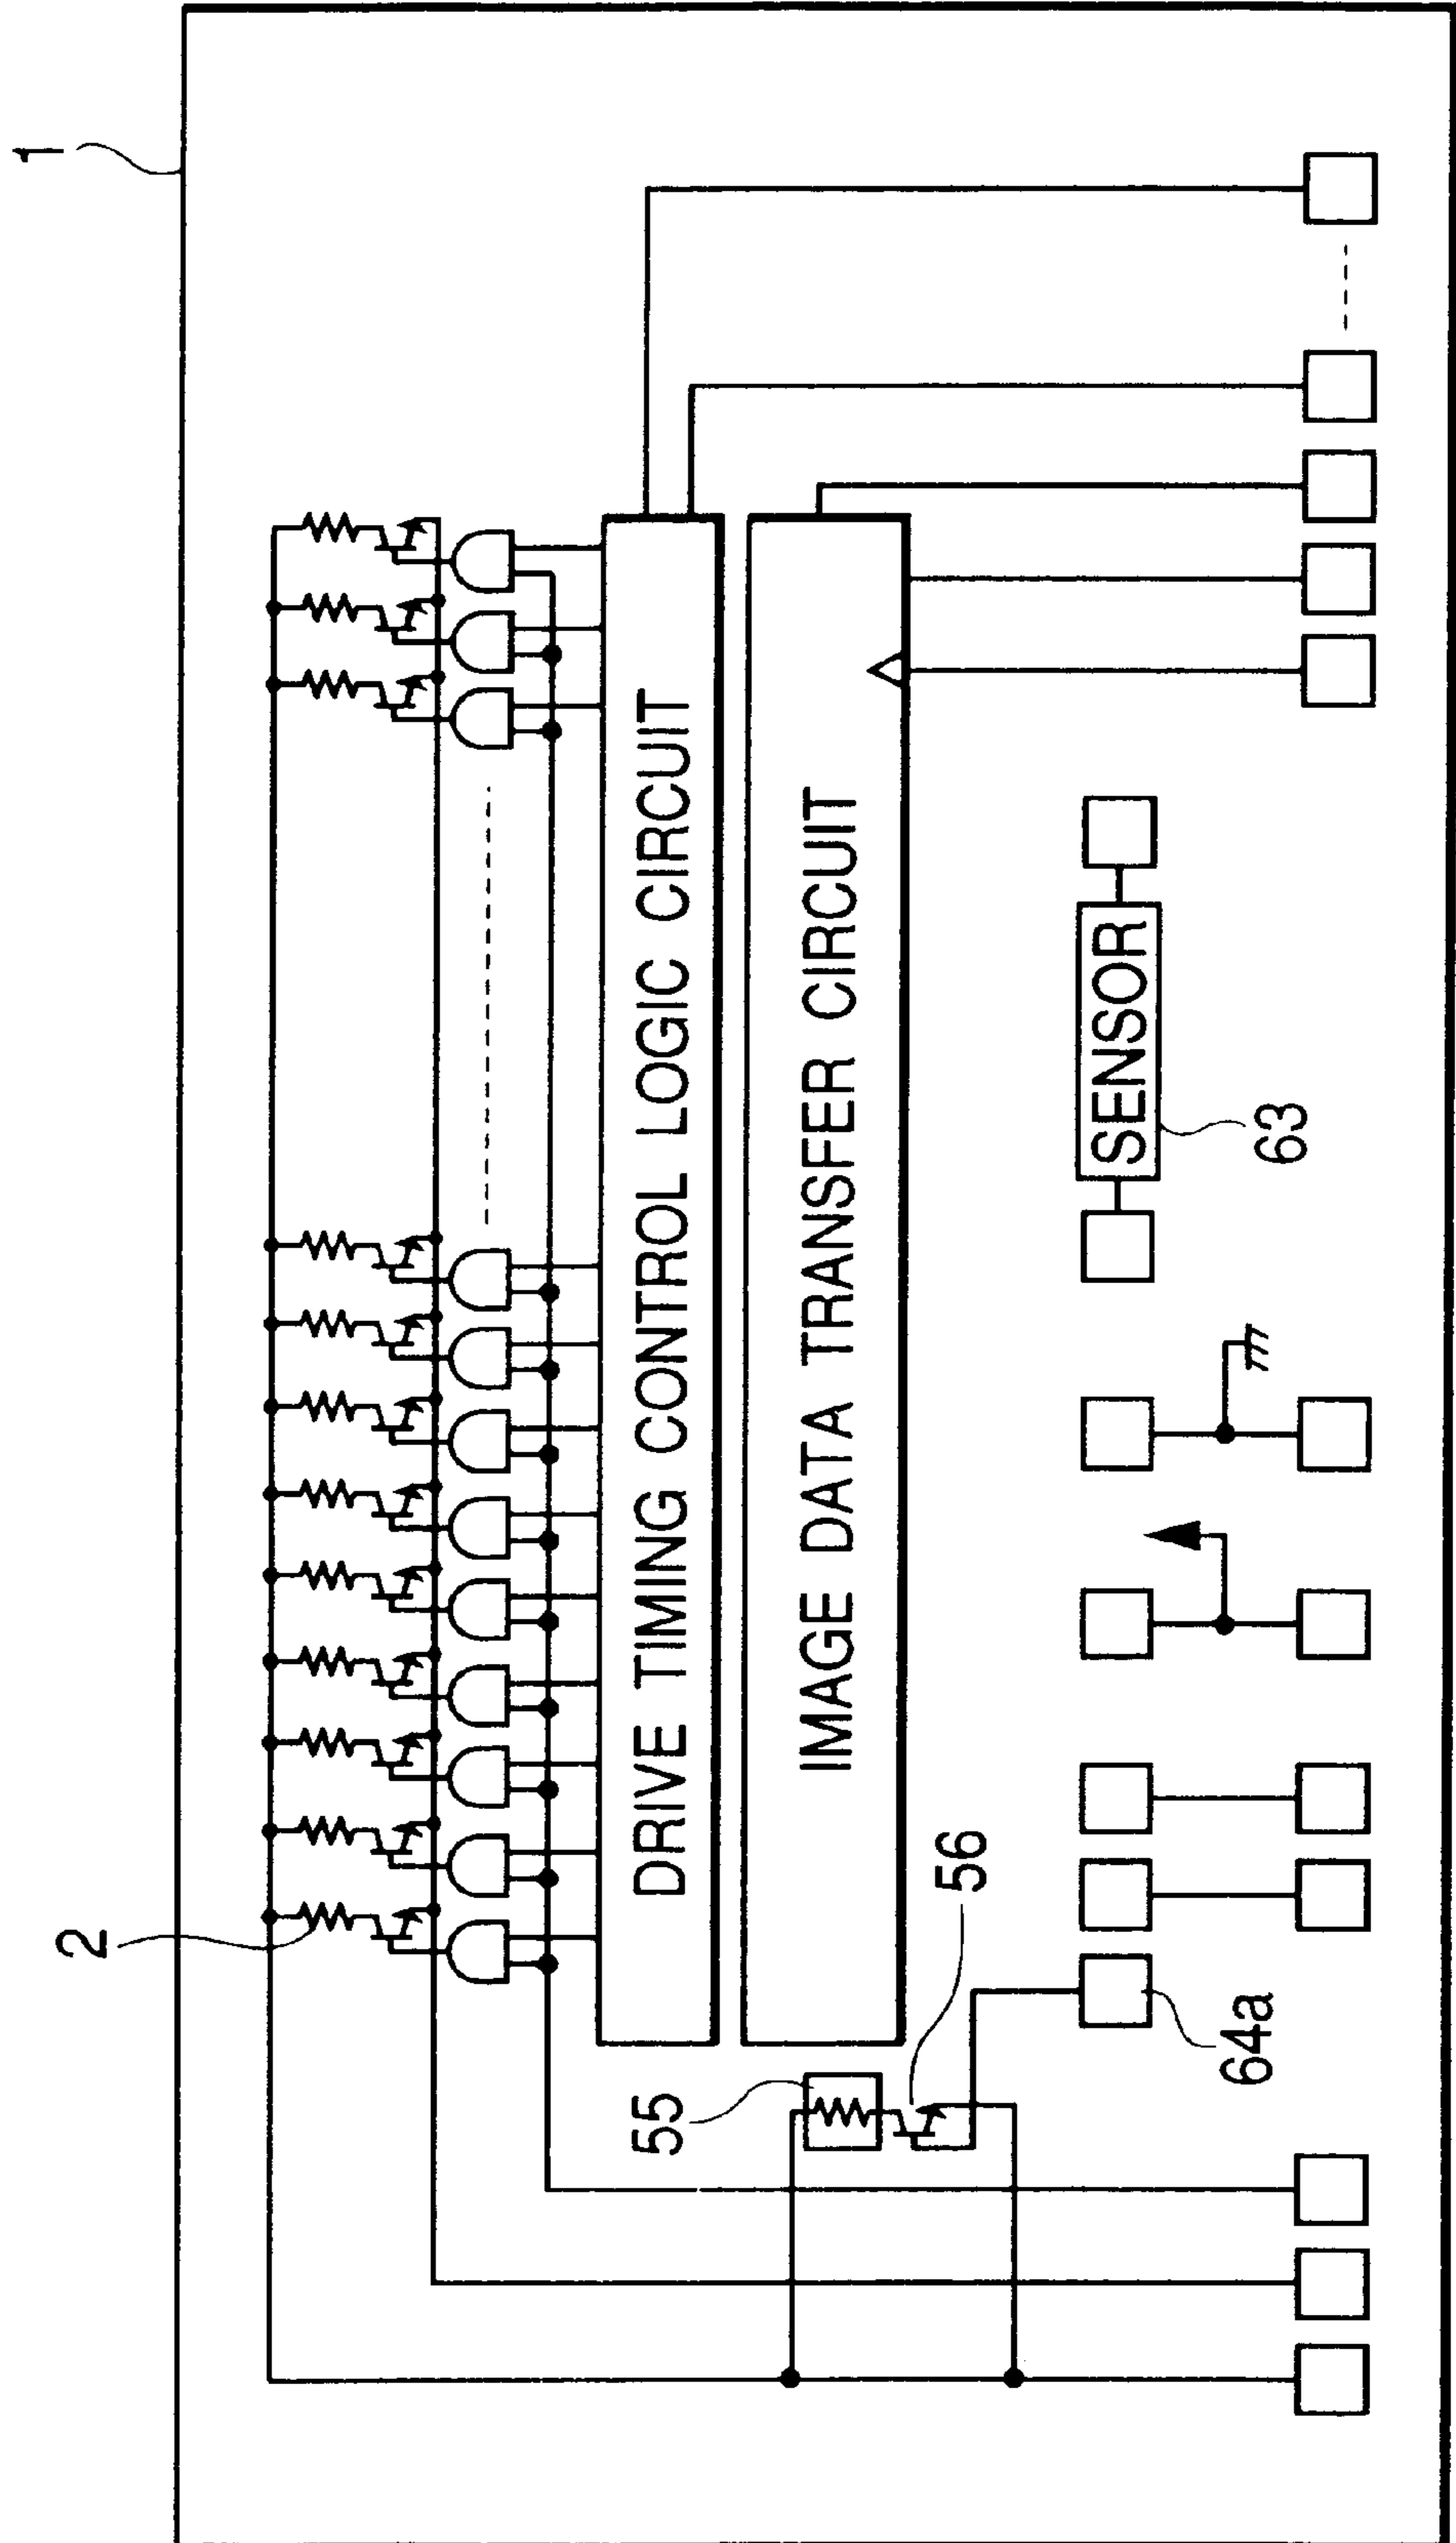 1
2
DRIVE TIMING CONTROL LOGIC CIRCUIT
IMAGE DATA TRANSFER CIRCUIT
55
56
SENSOR
63
64a